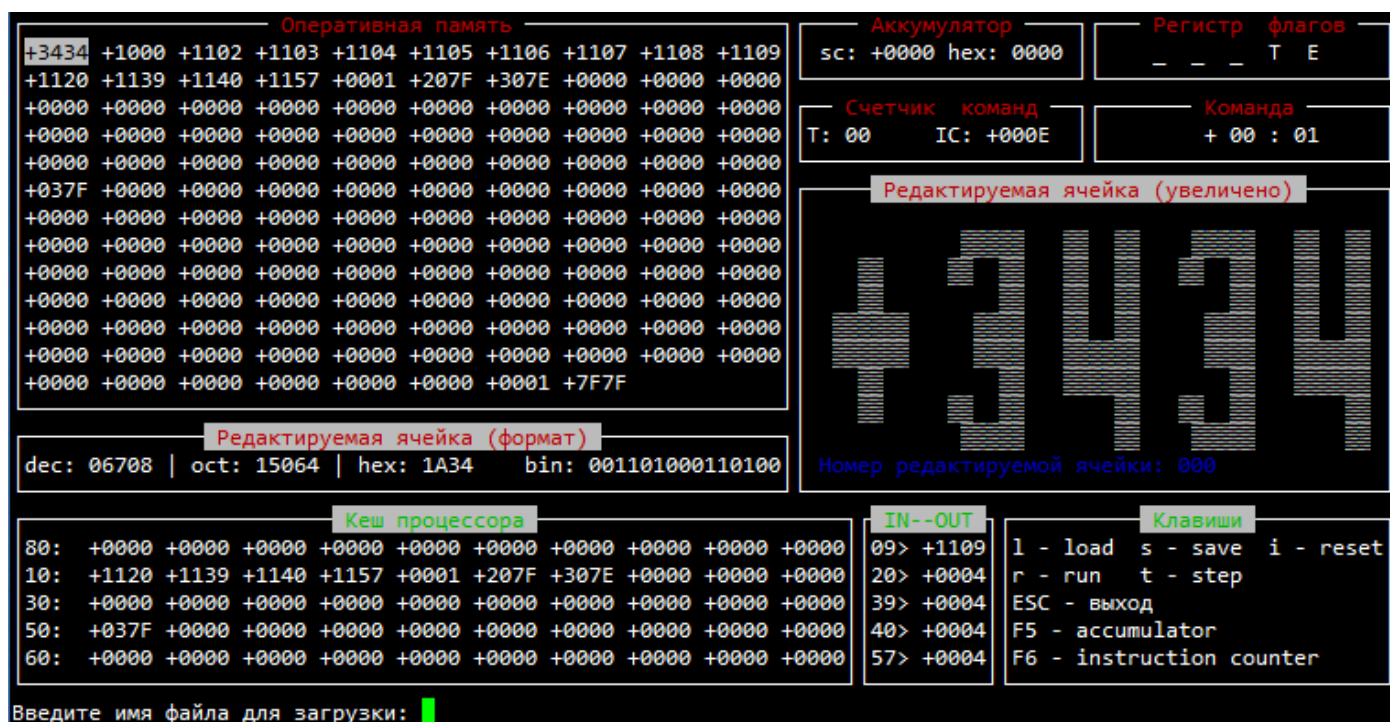 Оперативная память
+3434 +1000 +1102 +1103 +1104 +1105 +1106 +1107 +1108 +1109
+1120 +1139 +1140 +1157 +0001 +207F +307E +0000 +0000 +0000
+0000 +0000 +0000 +0000 +0000 +0000 +0000 +0000 +0000 +0000
+0000 +0000 +0000 +0000 +0000 +0000 +0000 +0000 +0000 +0000
+0000 +0000 +0000 +0000 +0000 +0000 +0000 +0000 +0000 +0000
+037F +0000 +0000 +0000 +0000 +0000 +0000 +0000 +0000 +0000
+0000 +0000 +0000 +0000 +0000 +0000 +0000 +0000 +0000 +0000
+0000 +0000 +0000 +0000 +0000 +0000 +0000 +0000 +0000 +0000
+0000 +0000 +0000 +0000 +0000 +0000 +0000 +0000 +0000 +0000
+0000 +0000 +0000 +0000 +0000 +0000 +0000 +0000 +0000 +0000
+0000 +0000 +0000 +0000 +0000 +0000 +0000 +0000 +0000 +0000
+0000 +0000 +0000 +0000 +0000 +0000 +0000 +0000 +0000 +0000
+0000 +0000 +0000 +0000 +0000 +0000 +0001 +7F7F
Аккумулятор
sc: +0000 hex: 0000
Регистр флагов
_ _ _ T E
Счетчик команд
T: 00 IC: +000E
Команда
+ 00 : 01
Редактируемая ячейка (увеличено)
+3434
Номер редактируемой ячейки: 000
Редактируемая ячейка (формат)
dec: 06708 | oct: 15064 | hex: 1A34 bin: 001101000110100
Кеш процессора
80: +0000 +0000 +0000 +0000 +0000 +0000 +0000 +0000 +0000 +0000
10: +1120 +1139 +1140 +1157 +0001 +207F +307E +0000 +0000 +0000
30: +0000 +0000 +0000 +0000 +0000 +0000 +0000 +0000 +0000 +0000
50: +037F +0000 +0000 +0000 +0000 +0000 +0000 +0000 +0000 +0000
60: +0000 +0000 +0000 +0000 +0000 +0000 +0000 +0000 +0000 +0000
IN--OUT
09> +1109
20> +0004
39> +0004
40> +0004
57> +0004
Клавиши
l - load s - save i - reset
r - run t - step
ESC - выход
F5 - accumulator
F6 - instruction counter
Введите имя файла для загрузки: